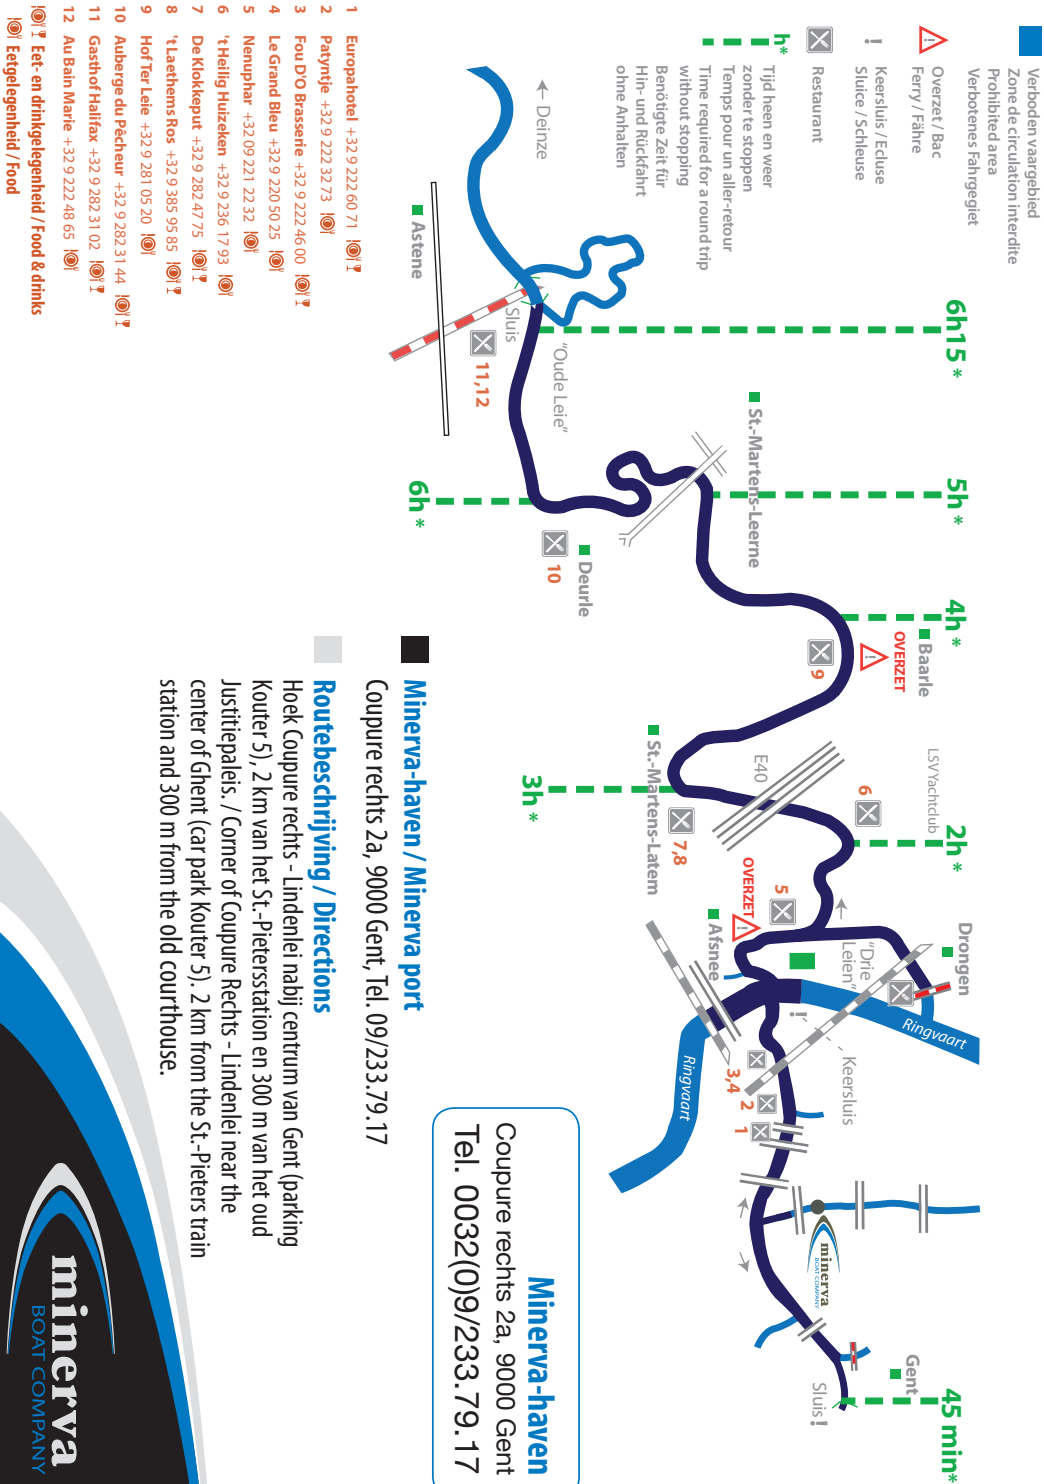 Verboden vaargebied
Zone de circulation interdite
Prohibited area
Verbotenes Fahrgegiet
Overzet / Bac
Ferry / Fähre
Keersluis / Ecluse
Sluice / Schleuse
Restaurant
h*
Tijd heen en weer
zonder te stoppen
Temps pour un aller-retour
Time required for a round trip
without stopping
Benötigte Zeit für
Hin- und Rückfahrt
ohne Anhalten
6h15 *
5h *
4h *
2h *
45 min*
LSV Yachtclub
Baarle
OVERZET
Drongen
Gent
6
9
St.-Martens-Leerne
E40
5
OVERZET
"Drie
Leien"
Ringvaart
Keersluis
!
minerva
BOAT COMPANY
Sluis !
Afsnee
3,4
2
1
Ringvaart
7,8
St.-Martens-Latem
← Deinze
"Oude Leie"
Sluis
Deurle
10
11,12
Astene
6h *
3h *
1 Europahotel +32 9 222 60 71
2 Patyntje +32 9 222 32 73
3 Fou D'O Brasserie +32 9 222 46 00
4 Le Grand Bleu +32 9 220 50 25
5 Nenuphar +32 09 221 22 32
6 't Heilig Huizeken +32 9 236 17 93
7 De Klokkeput +32 9 282 47 75
8 't Laethems Ros +32 9 385 95 85
9 Hof Ter Leie +32 9 281 05 20
10 Auberge du Pêcheur +32 9 282 31 44
11 Gasthof Halifax +32 9 282 31 02
12 Au Bain Marie +32 9 222 48 65
Eet- en drinkgelegenheid / Food & drinks
Eetgelegenheid / Food
Minerva-haven / Minerva port
Coupure rechts 2a, 9000 Gent, Tel. 09/233.79.17
Routebeschrijving / Directions
Hoek Coupure rechts - Lindenlei nabij centrum van Gent (parking
Kouter 5), 2 km van het St.-Pietersstation en 300 m van het oud
Justitiepaleis. / Corner of Coupure Rechts - Lindenlei near the
center of Ghent (car park Kouter 5). 2 km from the St.-Pieters train
station and 300 m from the old courthouse.
Minerva-haven
Coupure rechts 2a, 9000 Gent
Tel. 0032(0)9/233.79.17
minerva
BOAT COMPANY